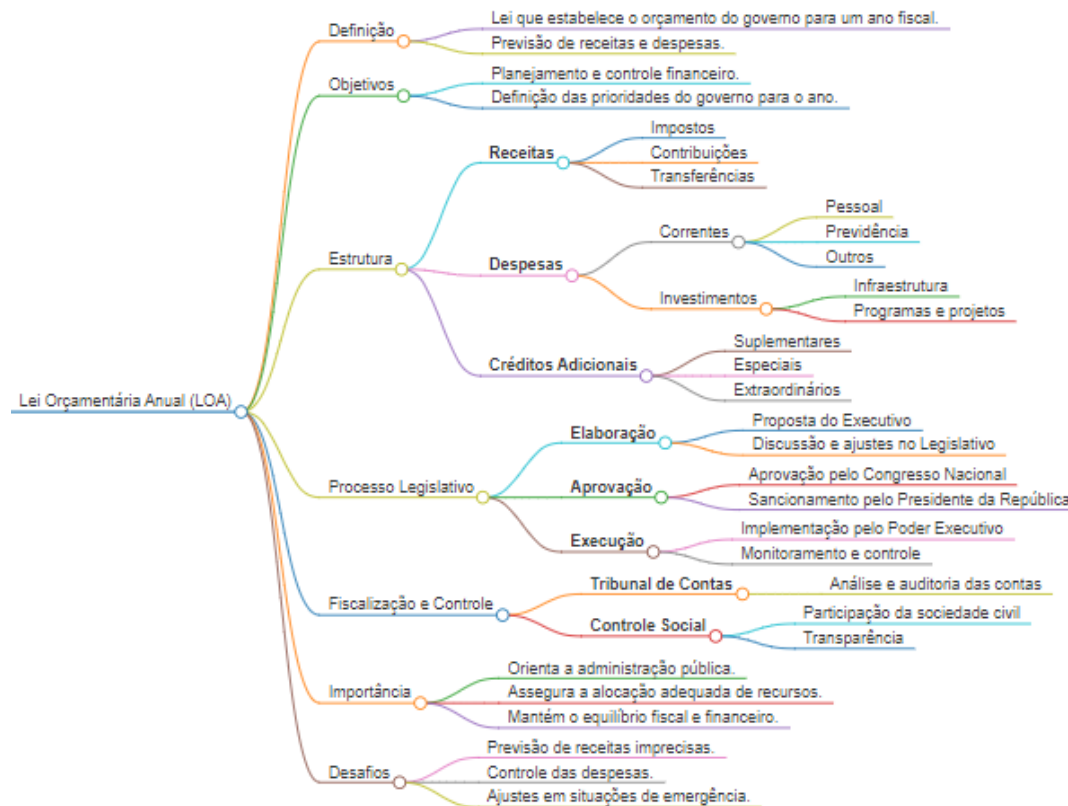 Lei Orçamentária Anual (LOA)
Definição
Lei que estabelece o orçamento do governo para um ano fiscal.
Previsão de receitas e despesas.
Objetivos
Planejamento e controle financeiro.
Definição das prioridades do governo para o ano.
Estrutura
Receitas
Impostos
Contribuições
Transferências
Despesas
Correntes
Pessoal
Previdência
Outros
Investimentos
Infraestrutura
Programas e projetos
Créditos Adicionais
Suplementares
Especiais
Extraordinários
Processo Legislativo
Elaboração
Proposta do Executivo
Discussão e ajustes no Legislativo
Aprovação
Aprovação pelo Congresso Nacional
Sancionamento pelo Presidente da República
Execução
Implementação pelo Poder Executivo
Monitoramento e controle
Fiscalização e Controle
Tribunal de Contas
Análise e auditoria das contas
Controle Social
Participação da sociedade civil
Transparência
Importância
Orienta a administração pública.
Assegura a alocação adequada de recursos.
Mantém o equilíbrio fiscal e financeiro.
Desafios
Previsão de receitas imprecisas.
Controle das despesas.
Ajustes em situações de emergência.